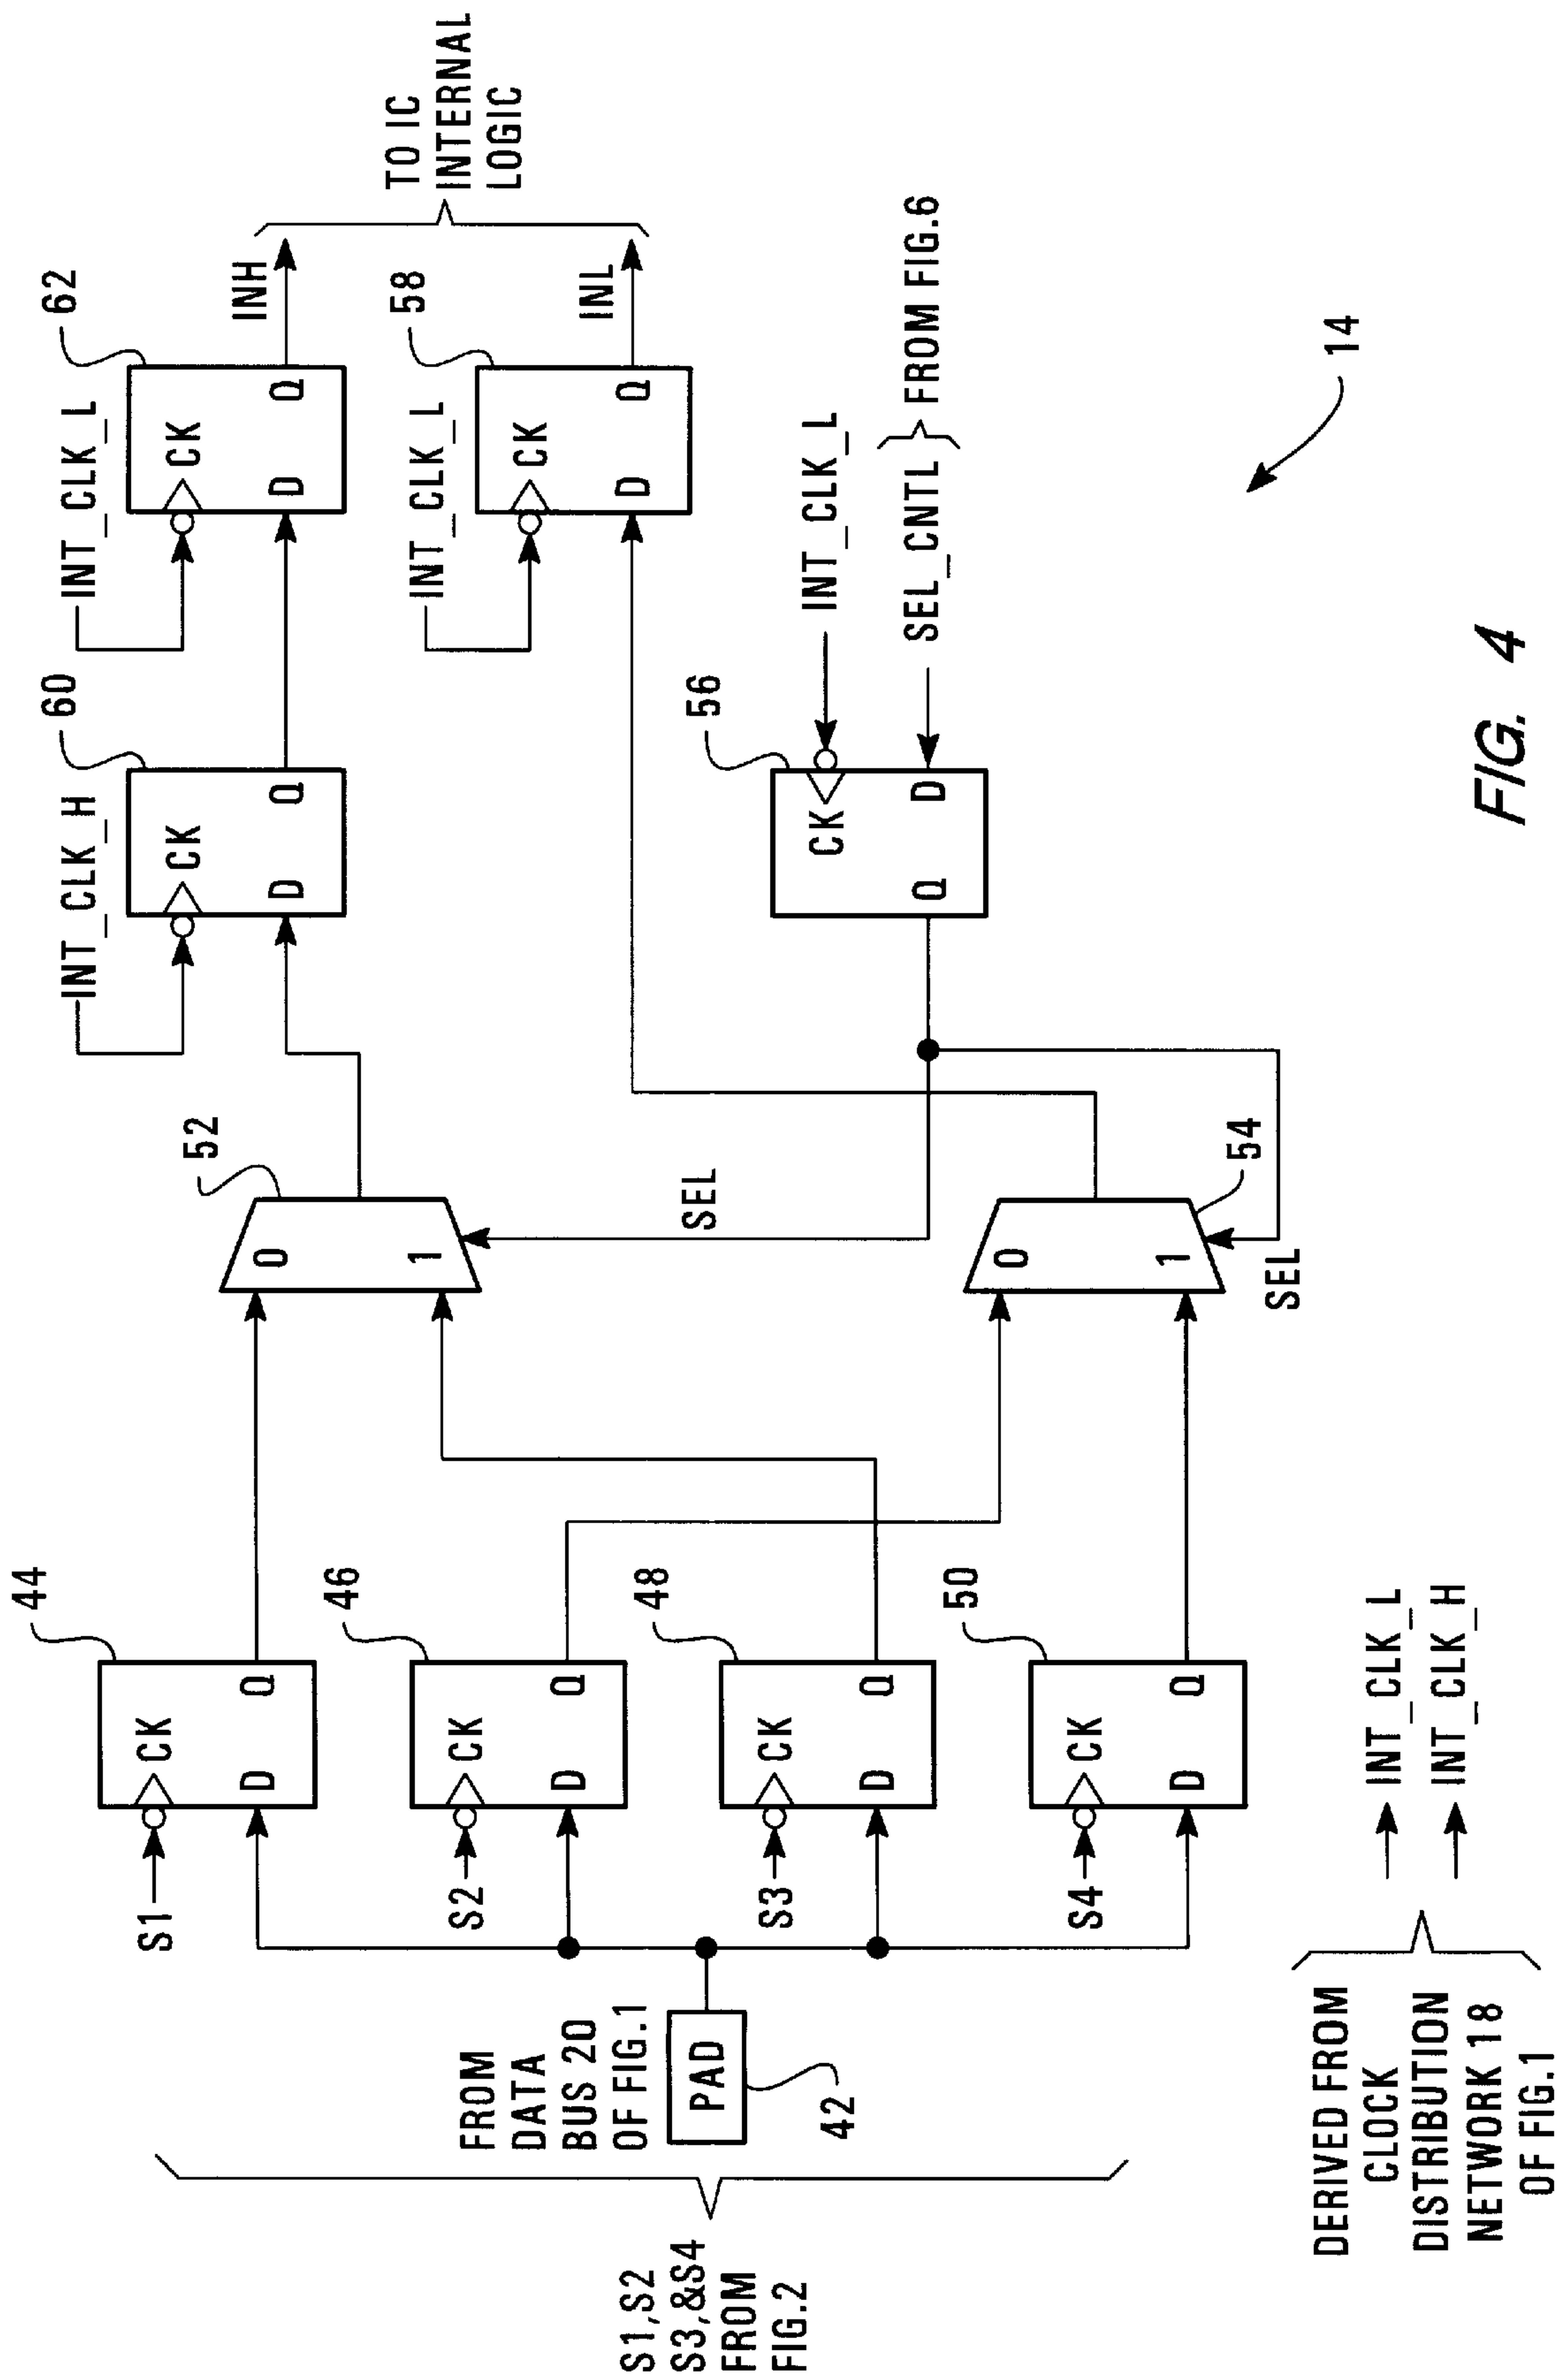 44
S1
CK
D
Q
46
S2
CK
D
Q
48
S3
CK
D
Q
50
S4
CK
D
Q
FROM
DATA
BUS 20
OF FIG.1
PAD
42
S1,S2
S3,&S4
FROM
FIG.2
52
0
1
SEL
54
0
1
SEL
60
INT_CLK_H
CK
D
Q
62
INT_CLK_L
CK
D
Q
INH
58
INT_CLK_L
CK
D
Q
INL
TO IC
INTERNAL
LOGIC
56
CK
D
Q
INT_CLK_L
SEL_CNTL
FROM FIG.6
14
DERIVED FROM
CLOCK
DISTRIBUTION
NETWORK 18
OF FIG.1
INT_CLK_L
INT_CLK_H
FIG. 4